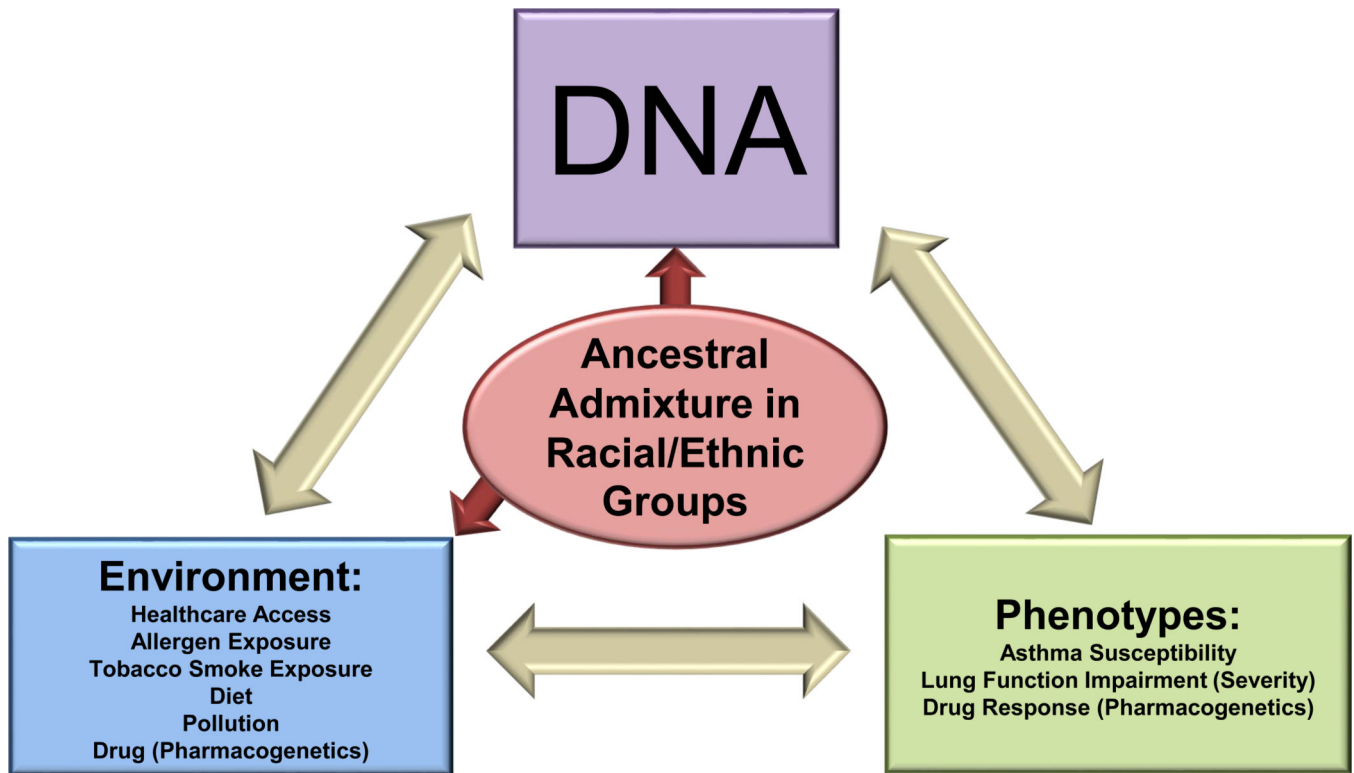 DNA
Ancestral
Admixture in
Racial/Ethnic
Groups
Environment:
Healthcare Access
Allergen Exposure
Tobacco Smoke Exposure
Diet
Pollution
Drug (Pharmacogenetics)
Phenotypes:
Asthma Susceptibility
Lung Function Impairment (Severity)
Drug Response (Pharmacogenetics)